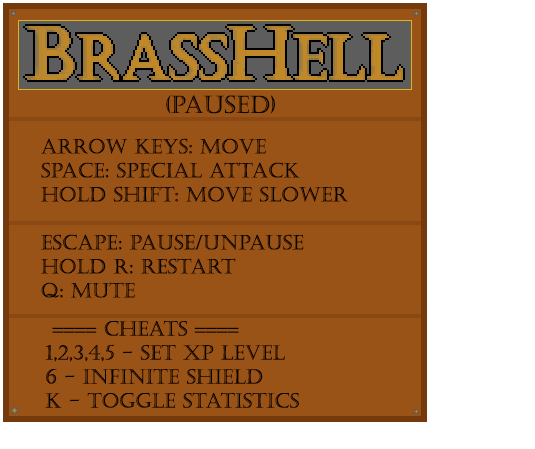 BRASSHELL
(PAUSED)
ARROW KEYS: MOVE
SPACE: SPECIAL ATTACK
HOLD SHIFT: MOVE SLOWER
ESCAPE: PAUSE/UNPAUSE
HOLD R: RESTART
Q: MUTE
==== CHEATS ====
1,2,3,4,5 - SET XP LEVEL
6 - INFINITE SHIELD
K - TOGGLE STATISTICS